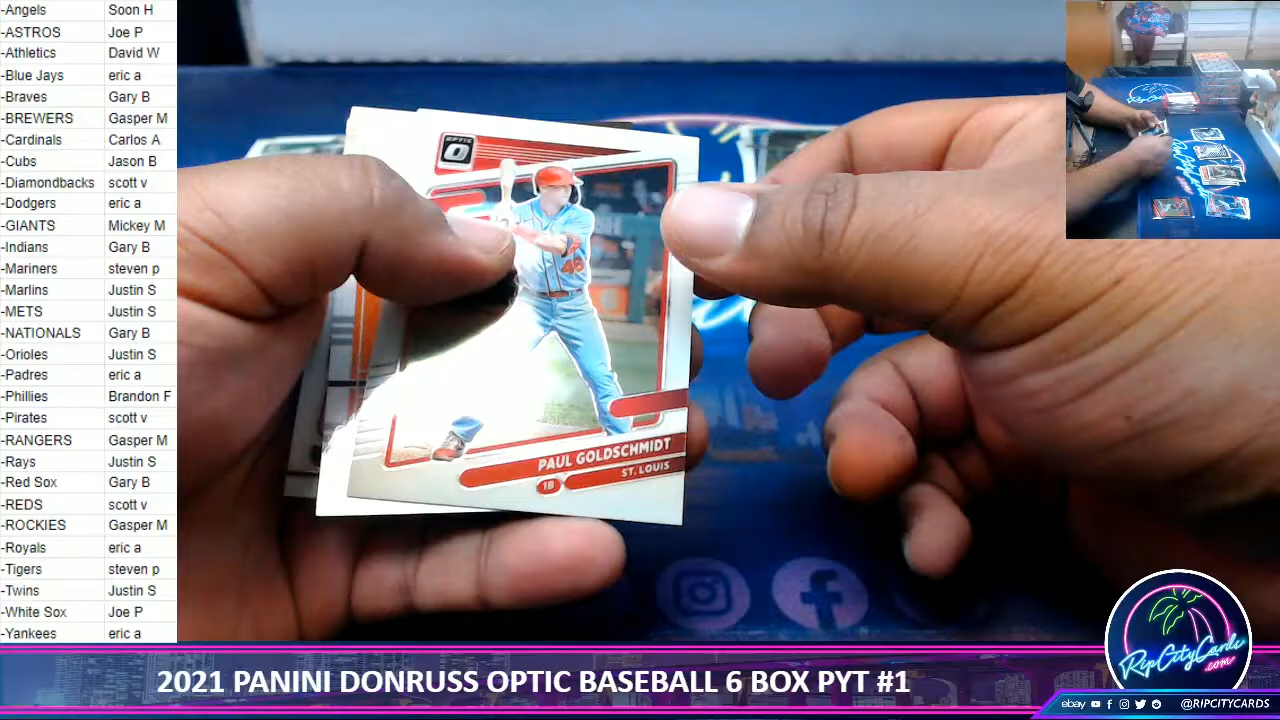 -Angels Soon H
-ASTROS Joe P
-Athletics David W
-Blue Jays eric a
-Braves Gary B
-BREWERS Gasper M
-Cardinals Carlos A
-Cubs Jason B
-Diamondbacks scott v
-Dodgers eric a
-GIANTS Mickey M
-Indians Gary B
-Mariners steven p
-Marlins Justin S
-METS Justin S
-NATIONALS Gary B
-Orioles Justin S
-Padres eric a
-Phillies Brandon F
-Pirates scott v
-RANGERS Gasper M
-Rays Justin S
-Red Sox Gary B
-REDS scott v
-ROCKIES Gasper M
-Royals eric a
-Tigers steven p
-Twins Justin S
-White Sox Joe P
-Yankees eric a
OPTIC
46
PAUL GOLDSCHMIDT
ST. LOUIS
1B
2021 PANINI DONRUSS OPTIC BASEBALL 6 BOX PYT #1
RipCityCards
.com
ebay @RIPCITYCARDS